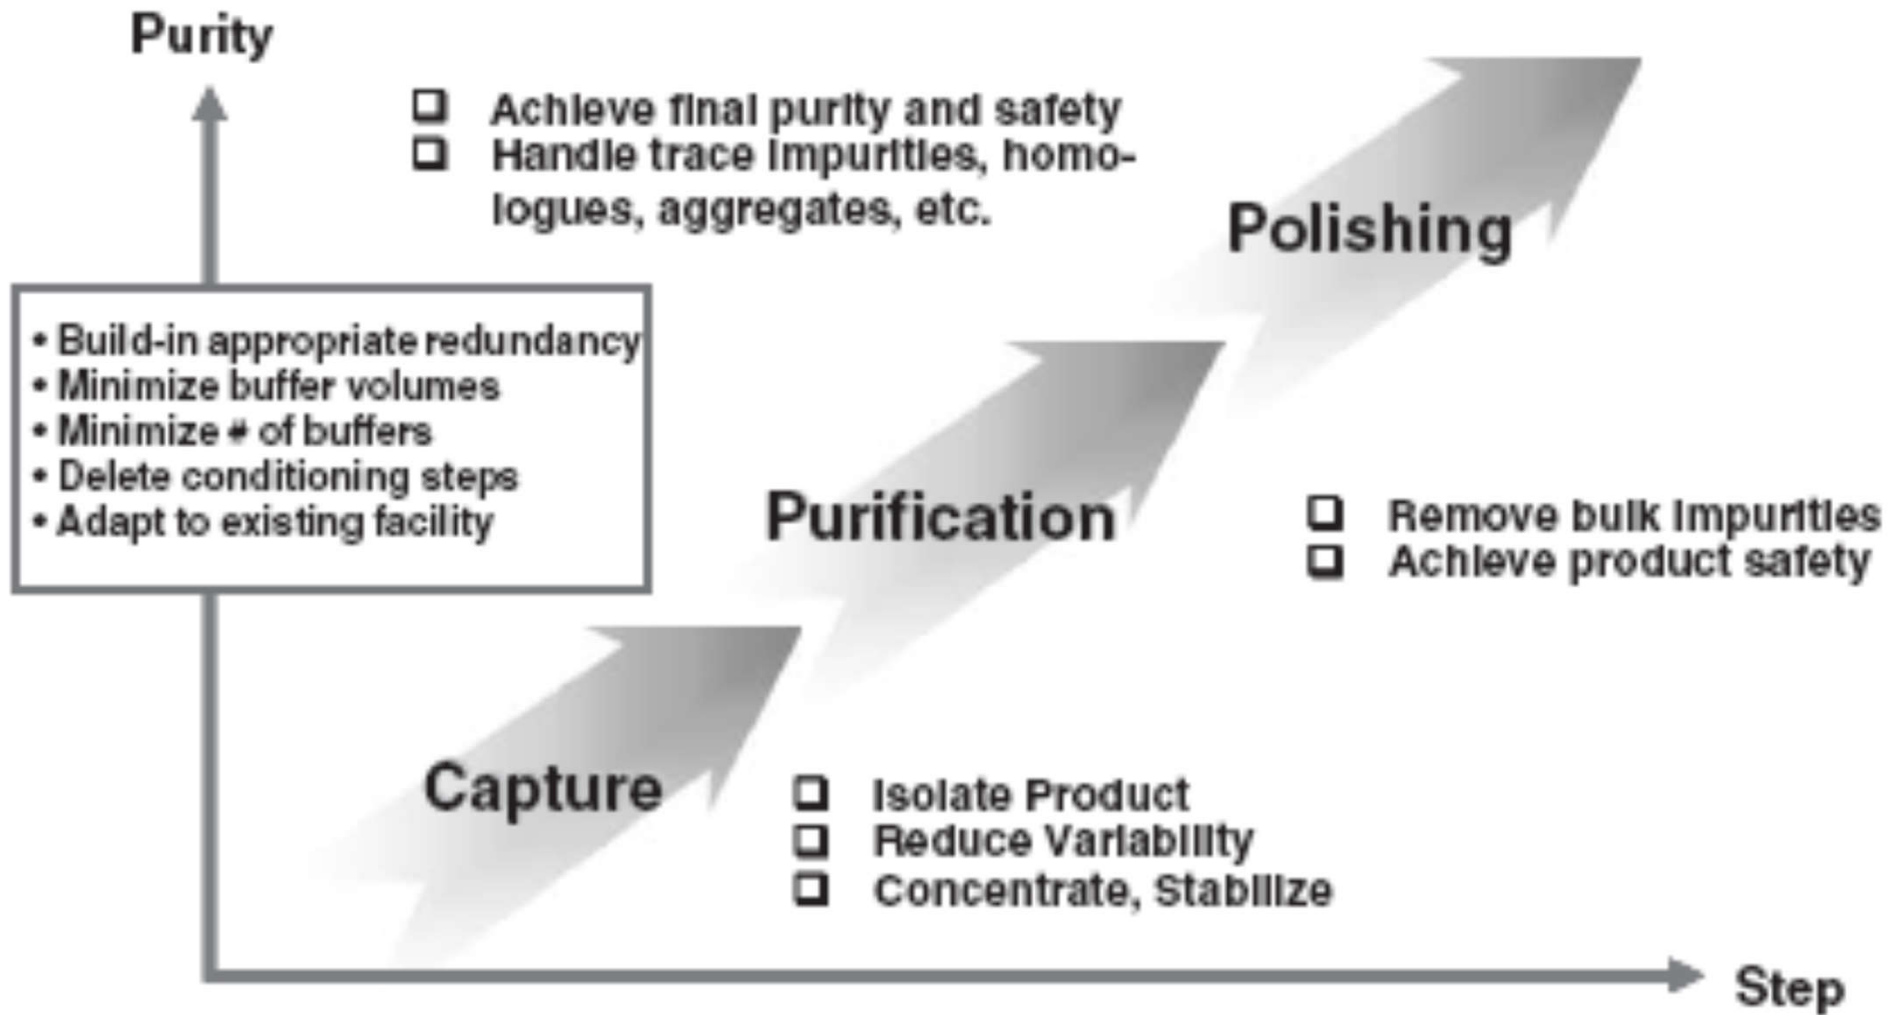 Purity
❑ Achieve final purity and safety
❑ Handle trace impurities, homo-
logues, aggregates, etc.
Polishing
• Build-in appropriate redundancy
• Minimize buffer volumes
• Minimize # of buffers
• Delete conditioning steps
• Adapt to existing facility
Purification
❑ Remove bulk impurities
❑ Achieve product safety
Capture
❑ Isolate Product
❑ Reduce Variability
❑ Concentrate, Stabilize
Step